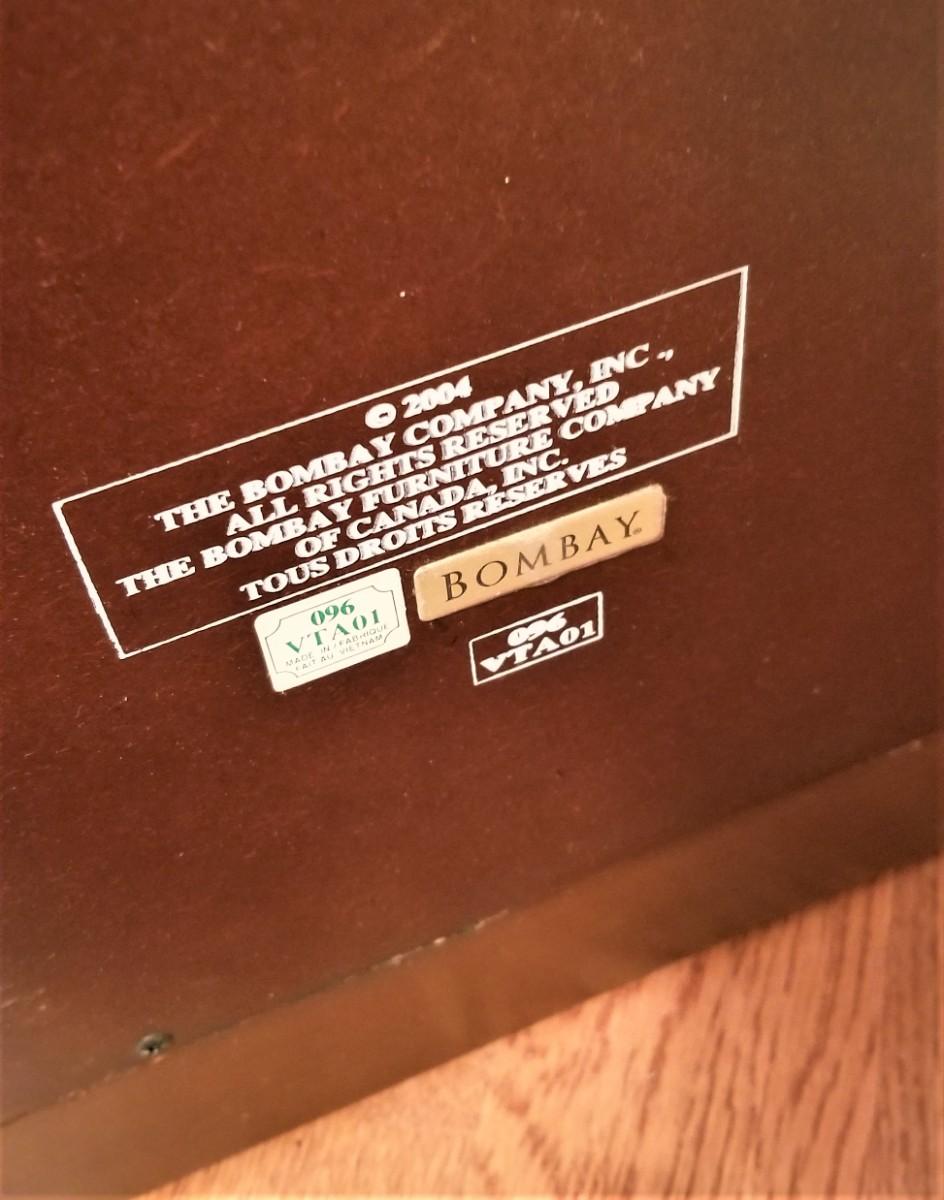 © 2004
THE BOMBAY COMPANY, INC -,
ALL RIGHTS RESERVED
THE BOMBAY FURNITURE COMPANY
OF CANADA, INC.
TOUS DROITS RESERVES
BOMBAY®
096
VTA01
MADE IN / FABRIQUE
FAIT AU VIETNAM
096
VTA01